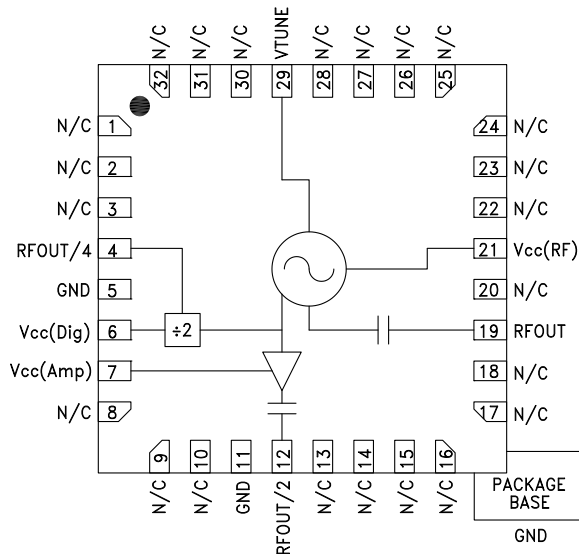 N/C
N/C
N/C
VTUNE
N/C
N/C
N/C
N/C
32
31
30
29
28
27
26
25
N/C 1
24 N/C
N/C 2
23 N/C
N/C 3
22 N/C
RFOUT/4 4
21 Vcc(RF)
GND 5
20 N/C
Vcc(Dig) 6
÷2
19 RFOUT
Vcc(Amp) 7
18 N/C
N/C 8
17 N/C
9
10
11
12
13
14
15
16
N/C
N/C
GND
RFOUT/2
N/C
N/C
N/C
N/C
PACKAGE
BASE
GND